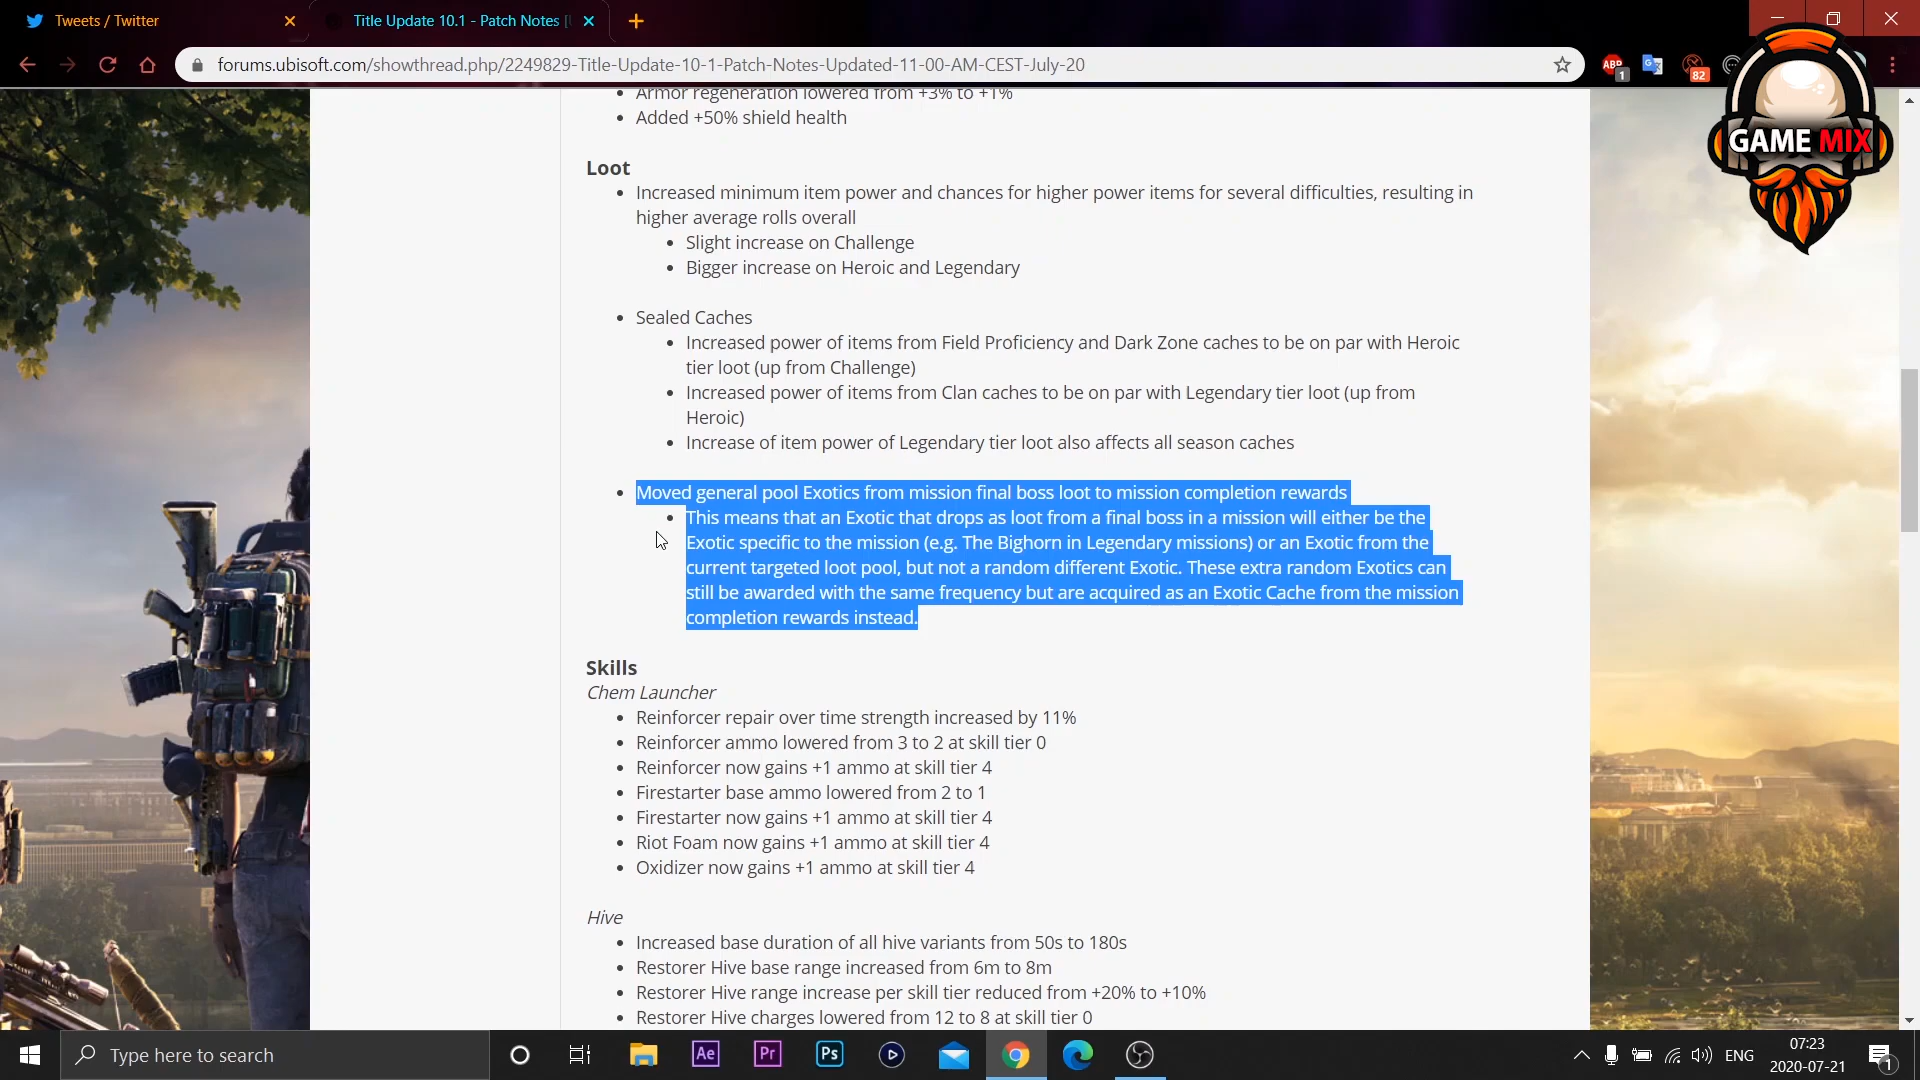 Tweets / Twitter
Title Update 10.1 - Patch Notes [
forums.ubisoft.com/showthread.php/2249829-Title-Update-10-1-Patch-Notes-Updated-11-00-AM-CEST-July-20
ABP
1
82
GAME MIX
Armor regeneration lowered from +3% to +1%
Added +50% shield health
Loot
Increased minimum item power and chances for higher power items for several difficulties, resulting in
higher average rolls overall
Slight increase on Challenge
Bigger increase on Heroic and Legendary
Sealed Caches
Increased power of items from Field Proficiency and Dark Zone caches to be on par with Heroic
tier loot (up from Challenge)
Increased power of items from Clan caches to be on par with Legendary tier loot (up from
Heroic)
Increase of item power of Legendary tier loot also affects all season caches
Moved general pool Exotics from mission final boss loot to mission completion rewards
This means that an Exotic that drops as loot from a final boss in a mission will either be the
Exotic specific to the mission (e.g. The Bighorn in Legendary missions) or an Exotic from the
current targeted loot pool, but not a random different Exotic. These extra random Exotics can
still be awarded with the same frequency but are acquired as an Exotic Cache from the mission
completion rewards instead.
Skills
Chem Launcher
Reinforcer repair over time strength increased by 11%
Reinforcer ammo lowered from 3 to 2 at skill tier 0
Reinforcer now gains +1 ammo at skill tier 4
Firestarter base ammo lowered from 2 to 1
Firestarter now gains +1 ammo at skill tier 4
Riot Foam now gains +1 ammo at skill tier 4
Oxidizer now gains +1 ammo at skill tier 4
Hive
Increased base duration of all hive variants from 50s to 180s
Restorer Hive base range increased from 6m to 8m
Restorer Hive range increase per skill tier reduced from +20% to +10%
Restorer Hive charges lowered from 12 to 8 at skill tier 0
Type here to search
Ae
Pr
Ps
ENG
07:23
2020-07-21
1